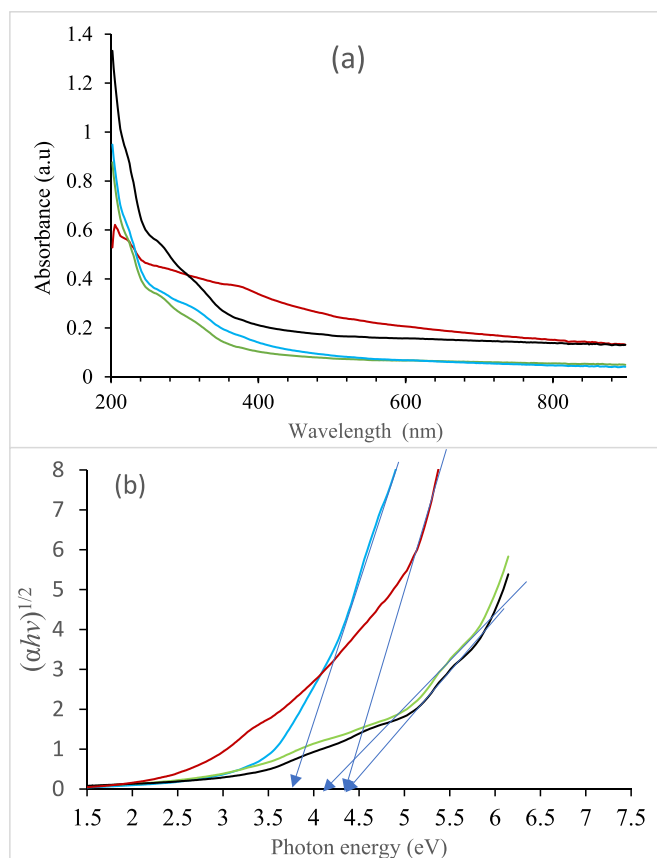 (a)
1.4
1.2
1
0.8
0.6
0.4
0.2
0
Absorbance (a.u)
200 400 600 800
Wavelength (nm)
(b)
8
7
6
5
4
3
2
1
0
(αhν)1/2
1.5 2 2.5 3 3.5 4 4.5 5 5.5 6 6.5 7 7.5
Photon energy (eV)